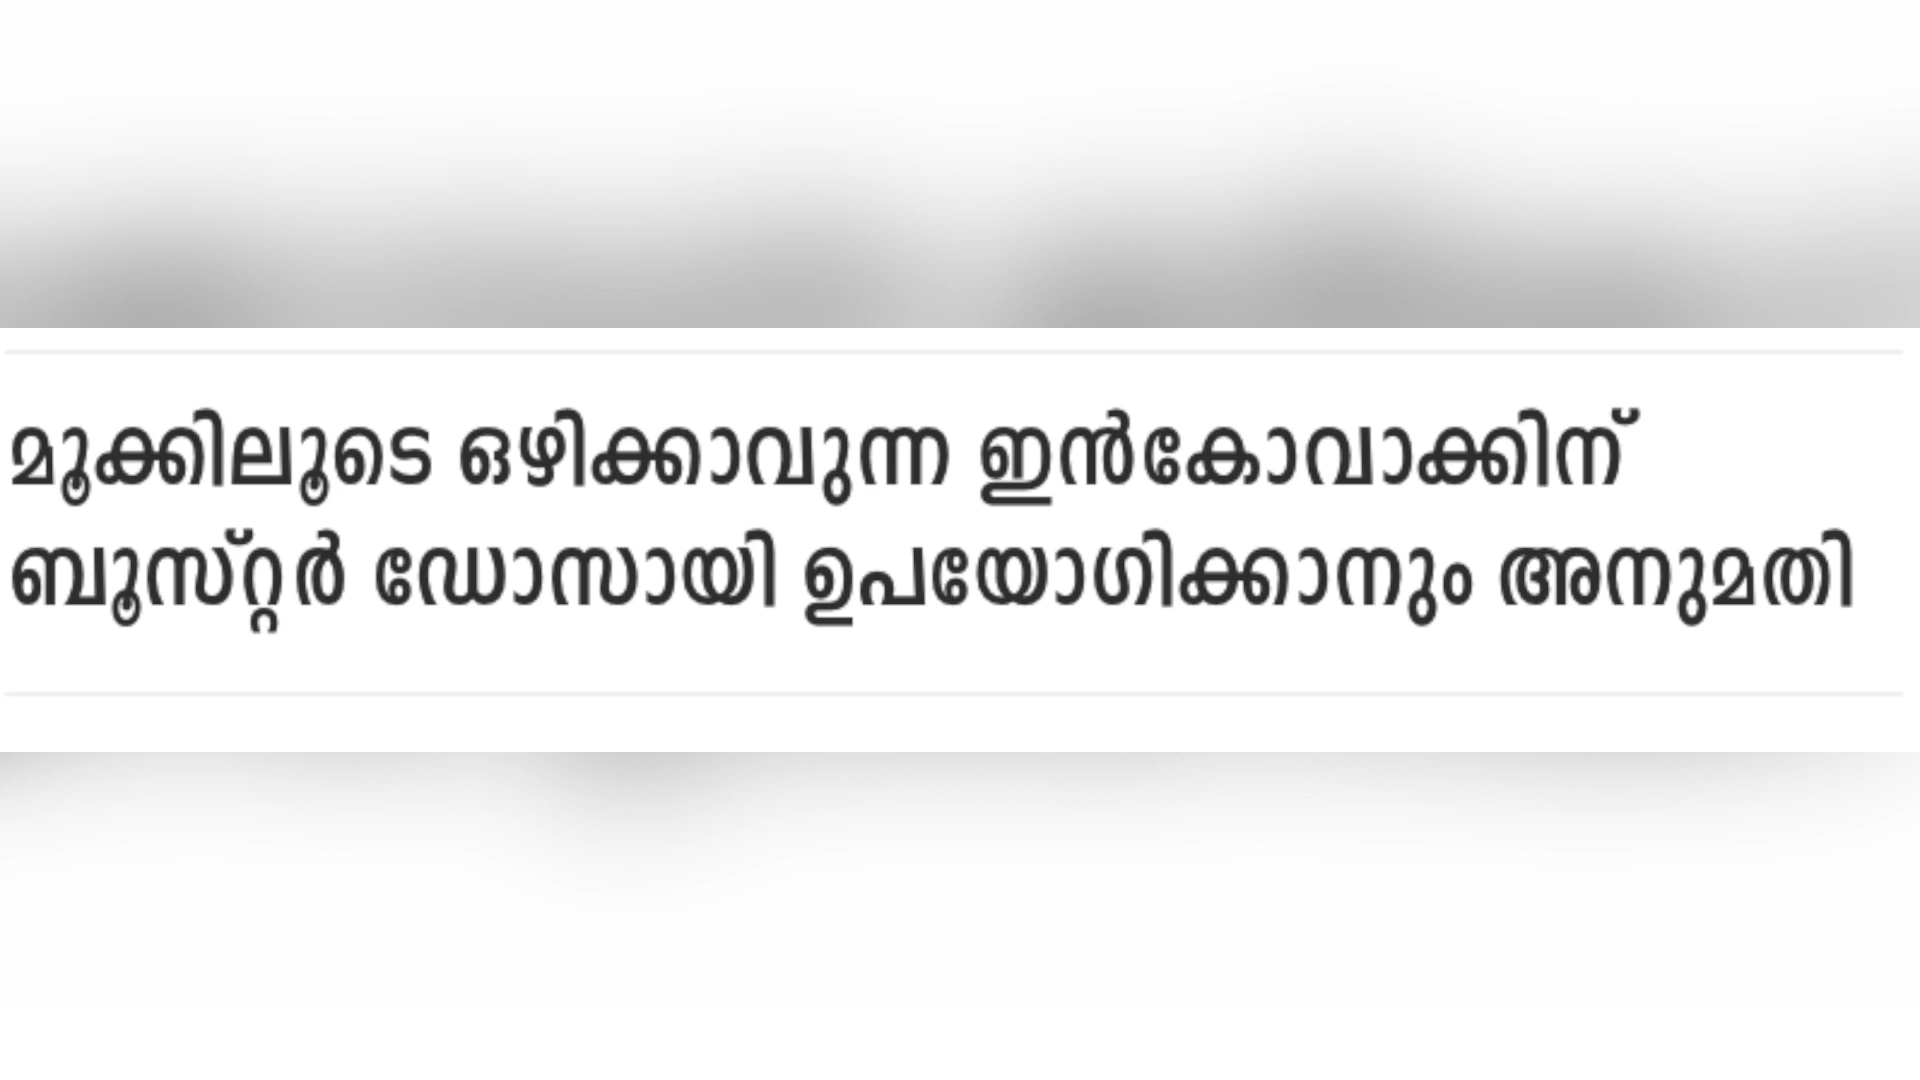 മൂക്കിലൂടെ ഒഴിക്കാവുന്ന ഇൻകോവാക്കിന്
ബൂസ്റ്റർ ഡോസായി ഉപയോഗിക്കാനും അനുമതി